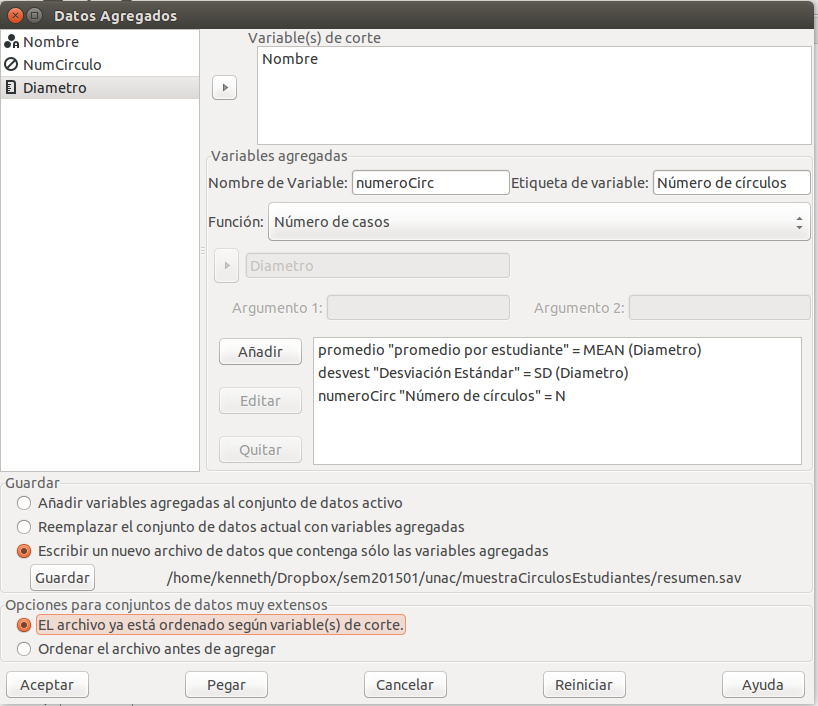 Datos Agregados
Nombre
NumCirculo
Diametro
Variable(s) de corte
Nombre
Variables agregadas
Nombre de Variable: numeroCirc Etiqueta de variable: Número de círculos
Función: Número de casos
Diametro
Argumento 1: Argumento 2:
Añadir
Editar
Quitar
promedio "promedio por estudiante" = MEAN (Diametro)
desvest "Desviación Estándar" = SD (Diametro)
numeroCirc "Número de círculos" = N
Guardar
Añadir variables agregadas al conjunto de datos activo
Reemplazar el conjunto de datos actual con variables agregadas
Escribir un nuevo archivo de datos que contenga sólo las variables agregadas
Guardar /home/kenneth/Dropbox/sem201501/unac/muestraCirculosEstudiantes/resumen.sav
Opciones para conjuntos de datos muy extensos
EL archivo ya está ordenado según variable(s) de corte.
Ordenar el archivo antes de agregar
Aceptar Pegar Cancelar Reiniciar Ayuda